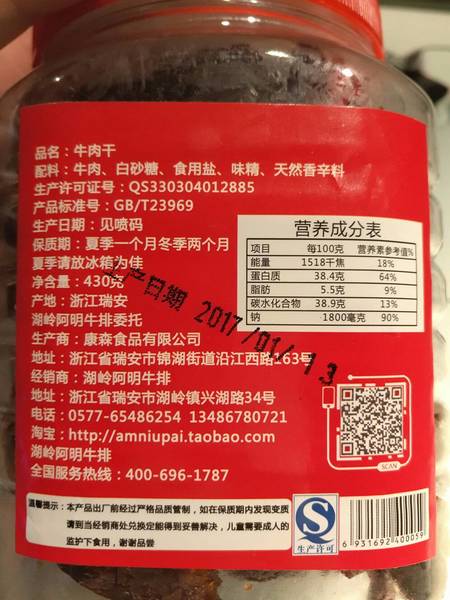 品名：牛肉干
配料：牛肉、白砂糖、食用盐、味精、天然香辛料
生产许可证号：QS330304012885
产品标准号：GB/T23969
生产日期：见喷码
保质期：夏季一个月冬季两个月
夏季请放冰箱为佳
净含量：430克
产地：浙江瑞安
湖岭阿明牛排委托
生产商：康森食品有限公司
地址：浙江省瑞安市锦湖街道沿江西路163号
经销商：湖岭阿明牛排
地址：浙江省瑞安市湖岭镇兴湖路34号
电话：0577-65486254 13486780721
淘宝：http://amniupai.taobao.com
湖岭阿明牛排
全国服务热线：400-696-1787
生产日期 2017/01/13
营养成分表
项目 每100克 营养素参考值%
能量 1518千焦 18%
蛋白质 38.4克 64%
脂肪 5.5克 9%
碳水化合物 38.9克 13%
钠 1800毫克 90%
SCAN
温馨提示：本产品出厂前经过严格品质管制，如在保质期内发现变质
请到当经销商处兑换定能得到妥善解决，儿童需要成人的
监护下食用，谢谢品尝
生产许可
6 931692 400059